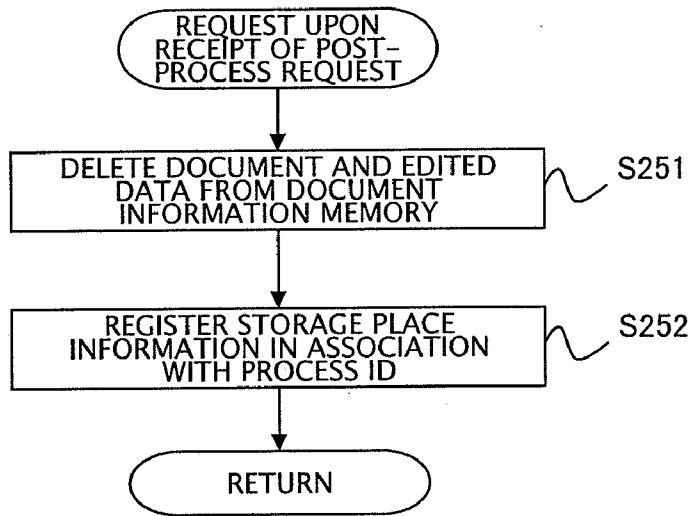 REQUEST UPON
RECEIPT OF POST-
PROCESS REQUEST
DELETE DOCUMENT AND EDITED
DATA FROM DOCUMENT
INFORMATION MEMORY
S251
REGISTER STORAGE PLACE
INFORMATION IN ASSOCIATION
WITH PROCESS ID
S252
RETURN